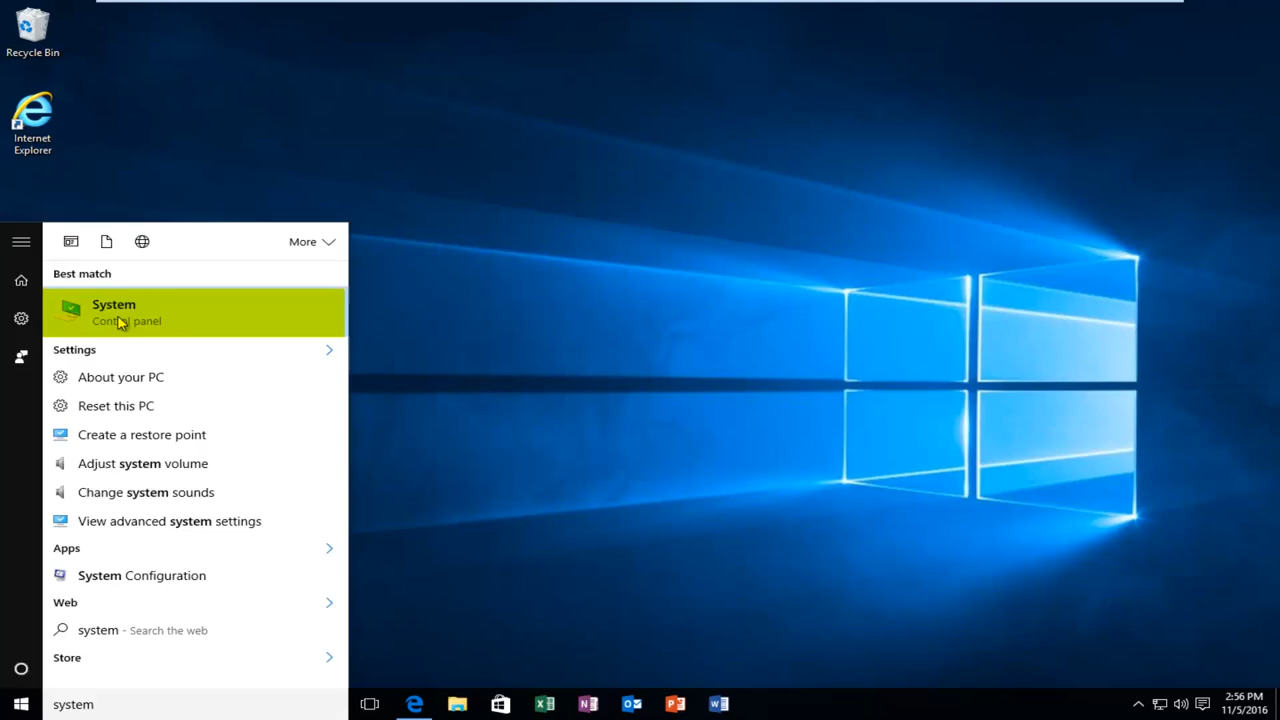 Recycle Bin
Internet
Explorer
More
Best match
System
Control panel
Settings
About your PC
Reset this PC
Create a restore point
Adjust system volume
Change system sounds
View advanced system settings
Apps
System Configuration
Web
system - Search the web
Store
system
2:56 PM
11/5/2016